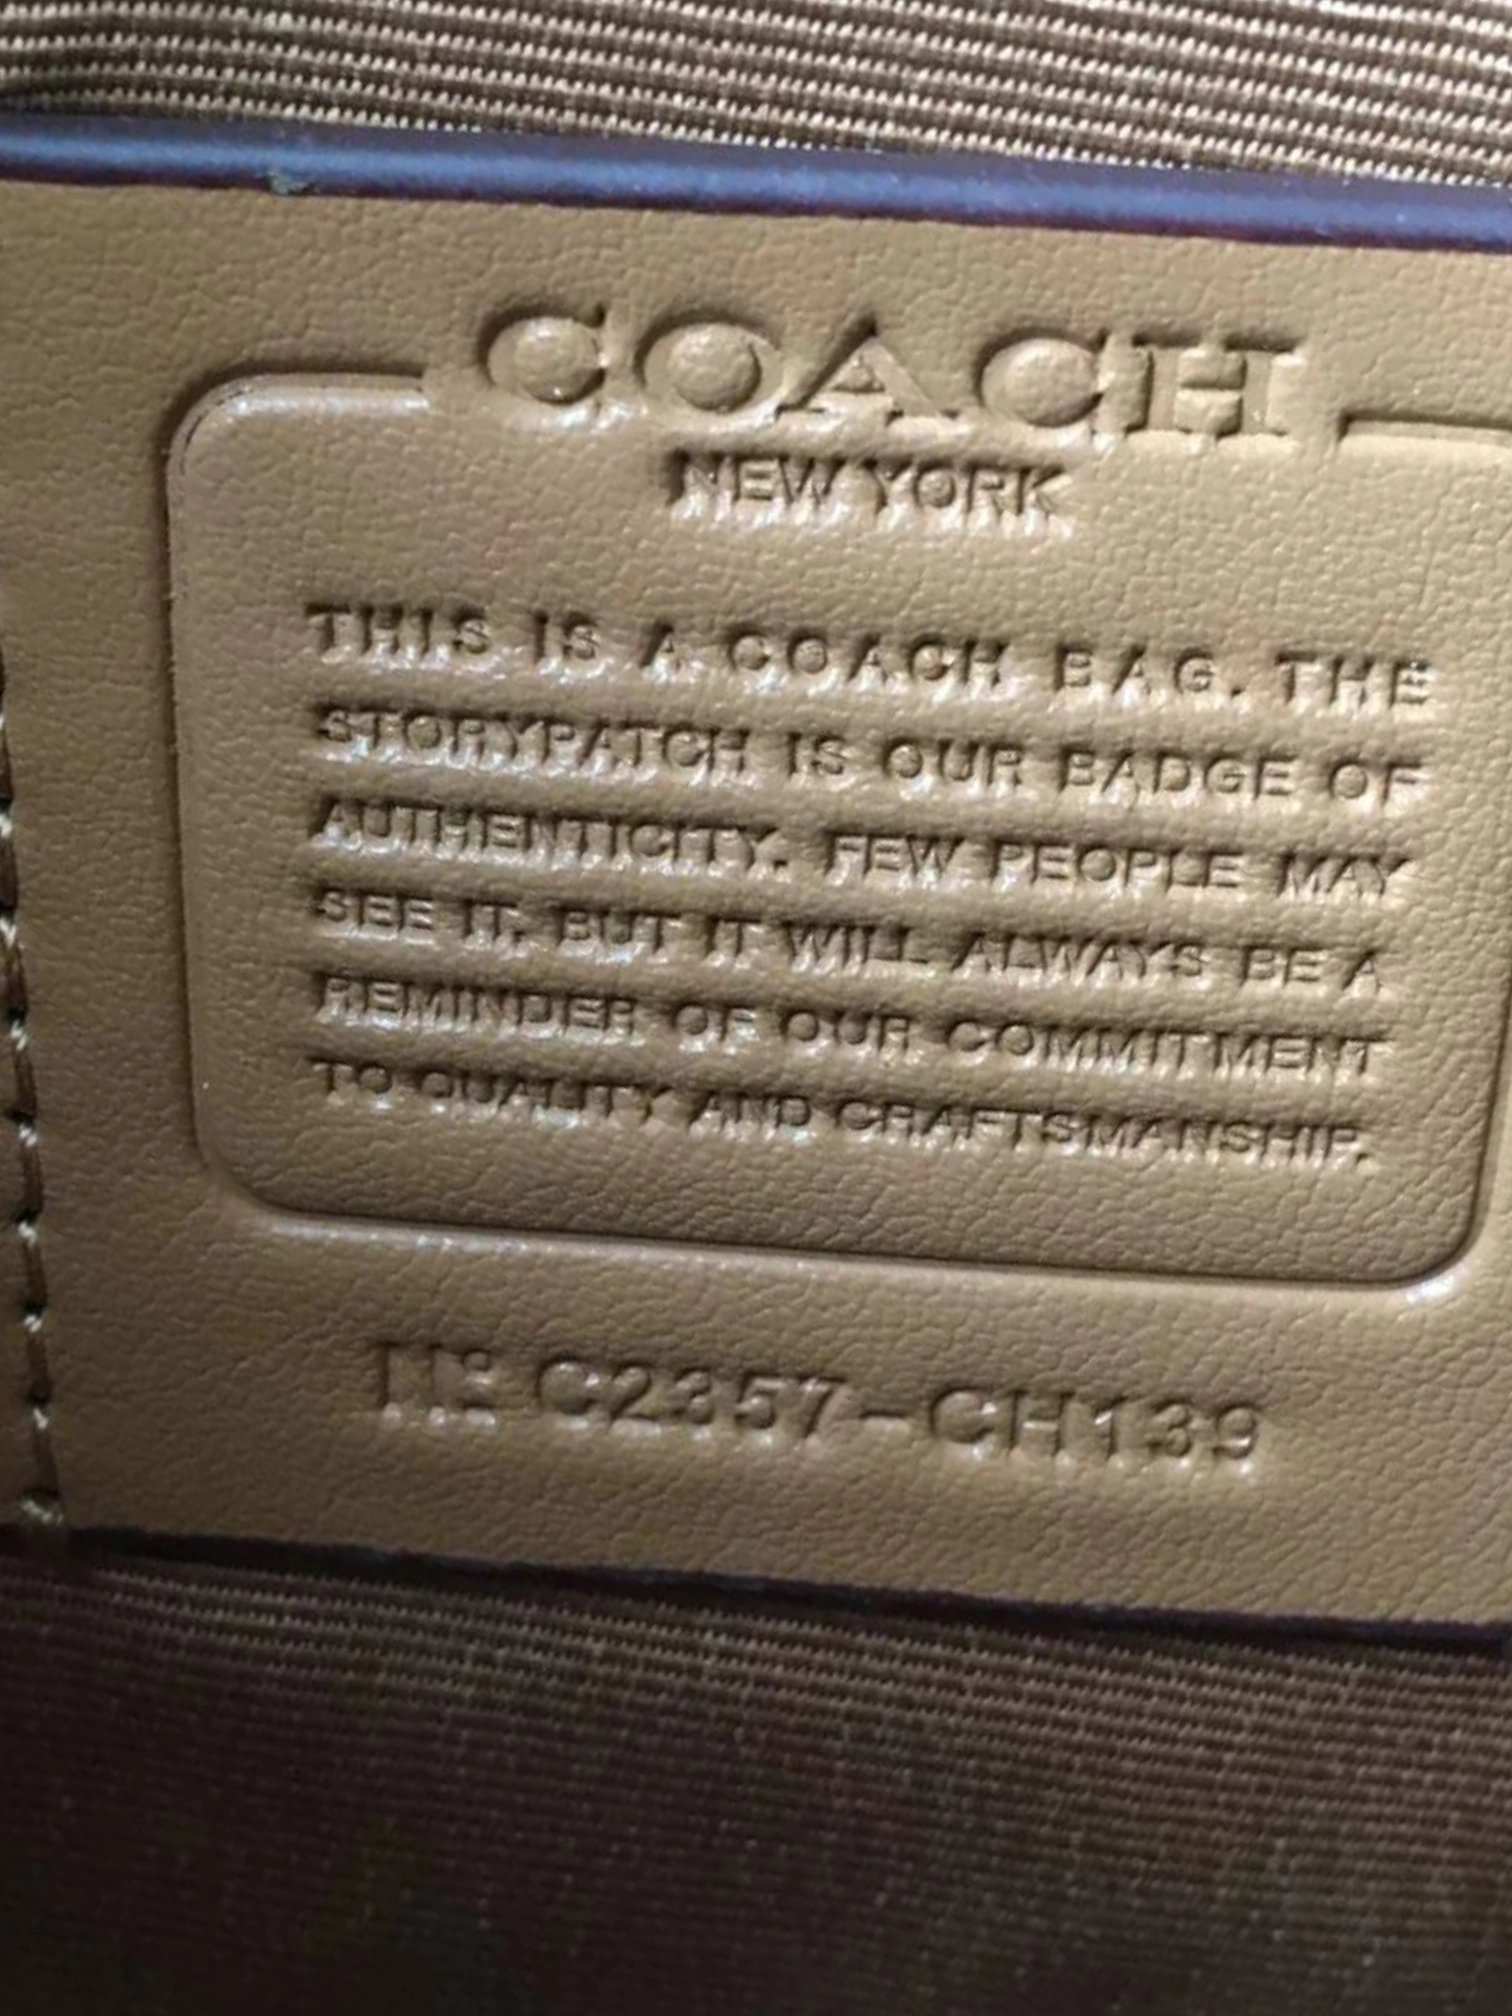 COACH
NEW YORK
THIS IS A COACH BAG. THE
STORYPATCH IS OUR BADGE OF
AUTHENTICITY. FEW PEOPLE MAY
SEE IT, BUT IT WILL ALWAYS BE A
REMINDER OF OUR COMMITMENT
TO QUALITY AND CRAFTSMANSHIP.
Nº C2357-CH139